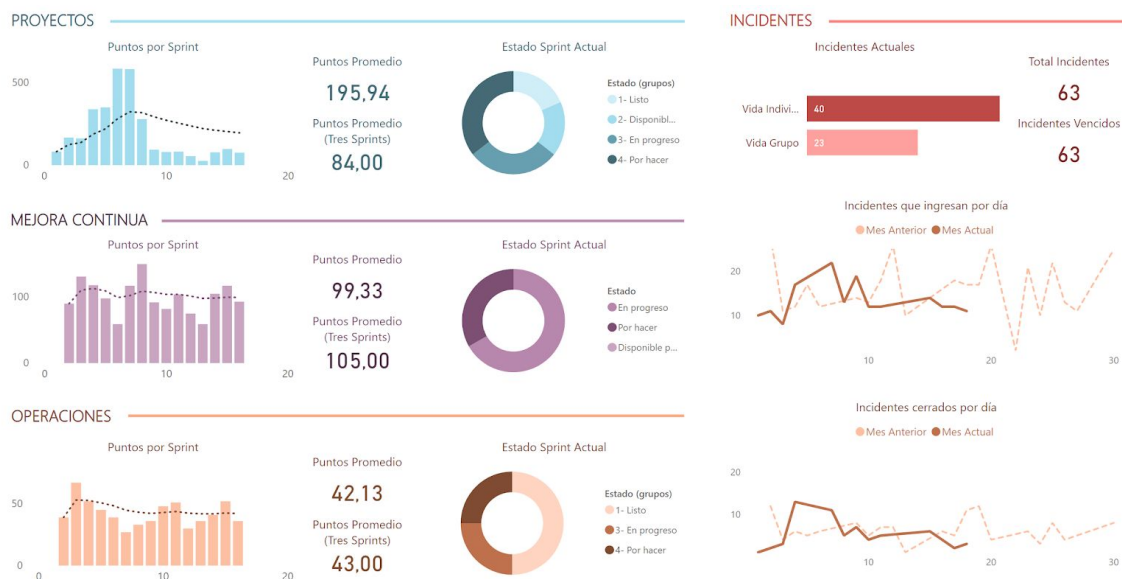 PROYECTOS
Puntos por Sprint
500
0
0
10
20
Puntos Promedio
195,94
Puntos Promedio
(Tres Sprints)
84,00
Estado Sprint Actual
Estado (grupos)
1- Listo
2- Disponibl...
3- En progreso
4- Por hacer
MEJORA CONTINUA
Puntos por Sprint
100
0
0
10
20
Puntos Promedio
99,33
Puntos Promedio
(Tres Sprints)
105,00
Estado Sprint Actual
Estado
En progreso
Por hacer
Disponible p...
OPERACIONES
Puntos por Sprint
50
0
0
10
20
Puntos Promedio
42,13
Puntos Promedio
(Tres Sprints)
43,00
Estado Sprint Actual
Estado (grupos)
1- Listo
3- En progreso
4- Por hacer
INCIDENTES
Incidentes Actuales
Vida Indivi...
40
Vida Grupo
23
Total Incidentes
63
Incidentes Vencidos
63
Incidentes que ingresan por día
Mes Anterior
Mes Actual
20
10
10
20
30
Incidentes cerrados por día
Mes Anterior
Mes Actual
20
10
10
20
30